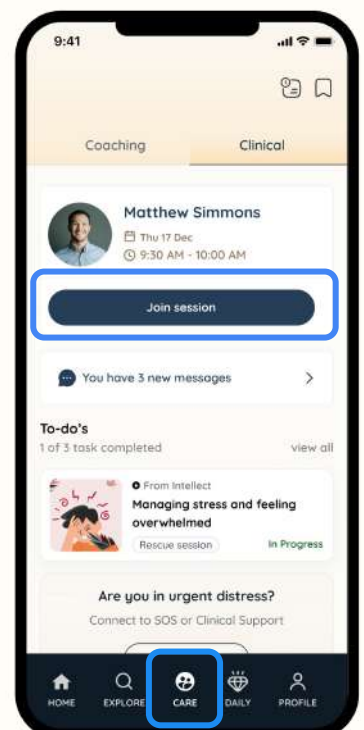 9:41
Coaching Clinical
Matthew Simmons
Thu 17 Dec
9:30 AM - 10:00 AM
Join session
You have 3 new messages
To-do's
1 of 3 task completed view all
From Intellect
Managing stress and feeling
overwhelmed
Rescue session In Progress
Are you in urgent distress?
Connect to SOS or Clinical Support
HOME EXPLORE CARE DAILY PROFILE